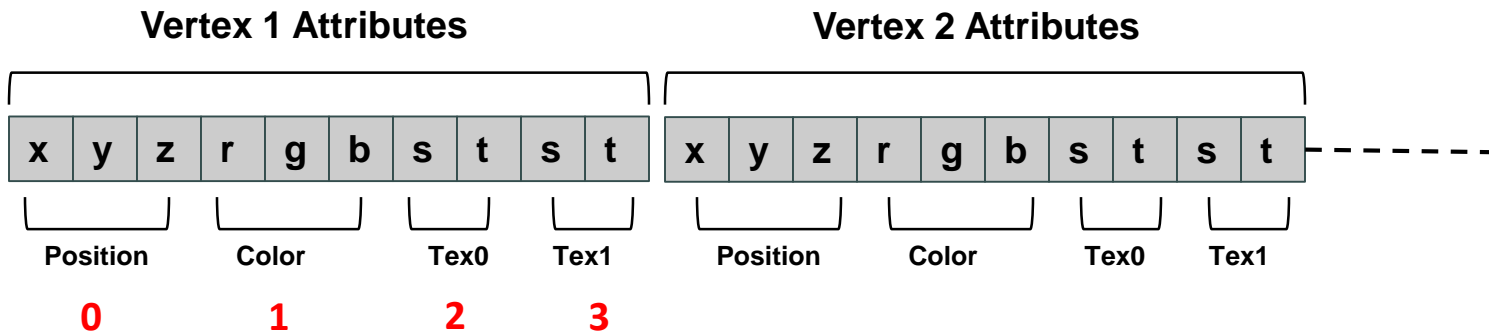 Vertex 1 Attributes Vertex 2 Attributes
x y z r g b s t s t x y z r g b s t s t
Position Color Tex0 Tex1 Position Color Tex0 Tex1
0 1 2 3